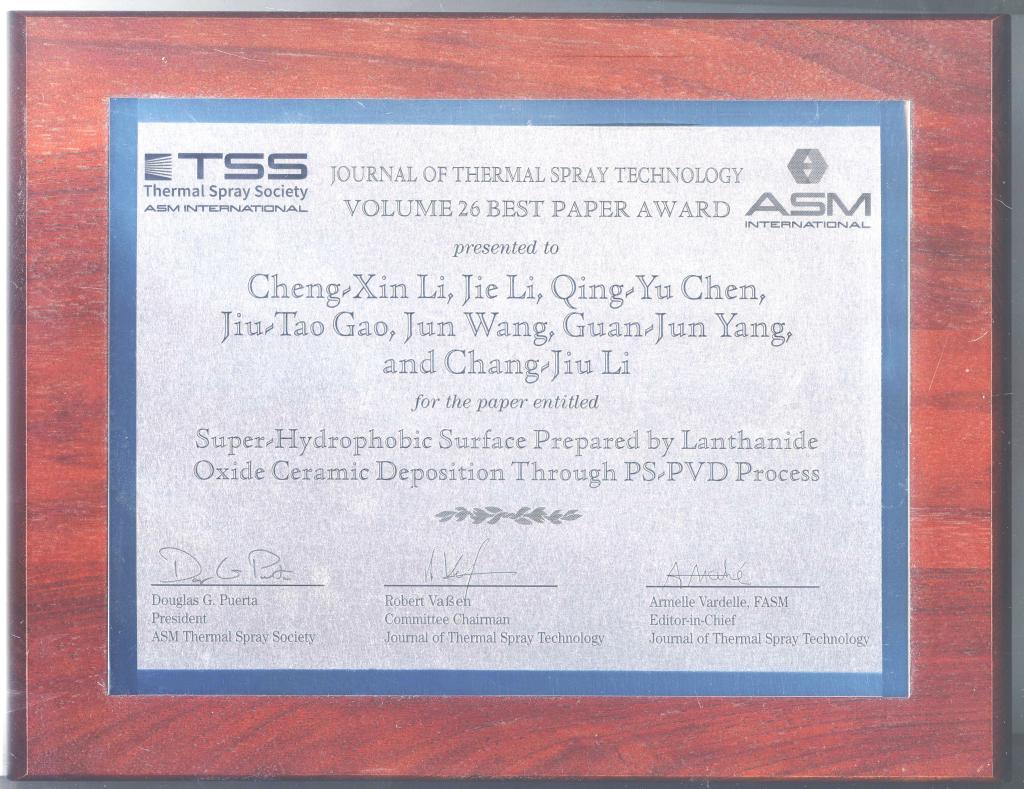 TSS
Thermal Spray Society
ASM INTERNATIONAL
JOURNAL OF THERMAL SPRAY TECHNOLOGY
VOLUME 26 BEST PAPER AWARD
ASM
INTERNATIONAL
presented to
Cheng-Xin Li, Jie Li, Qing-Yu Chen,
Jiu-Tao Gao, Jun Wang, Guan-Jun Yang,
and Chang-Jiu Li
for the paper entitled
Super-Hydrophobic Surface Prepared by Lanthanide
Oxide Ceramic Deposition Through PS-PVD Process
Douglas G. Puerta
President
ASM Thermal Spray Society
Robert Vaßen
Committee Chairman
Journal of Thermal Spray Technology
Armelle Vardelle, FASM
Editor-in-Chief
Journal of Thermal Spray Technology